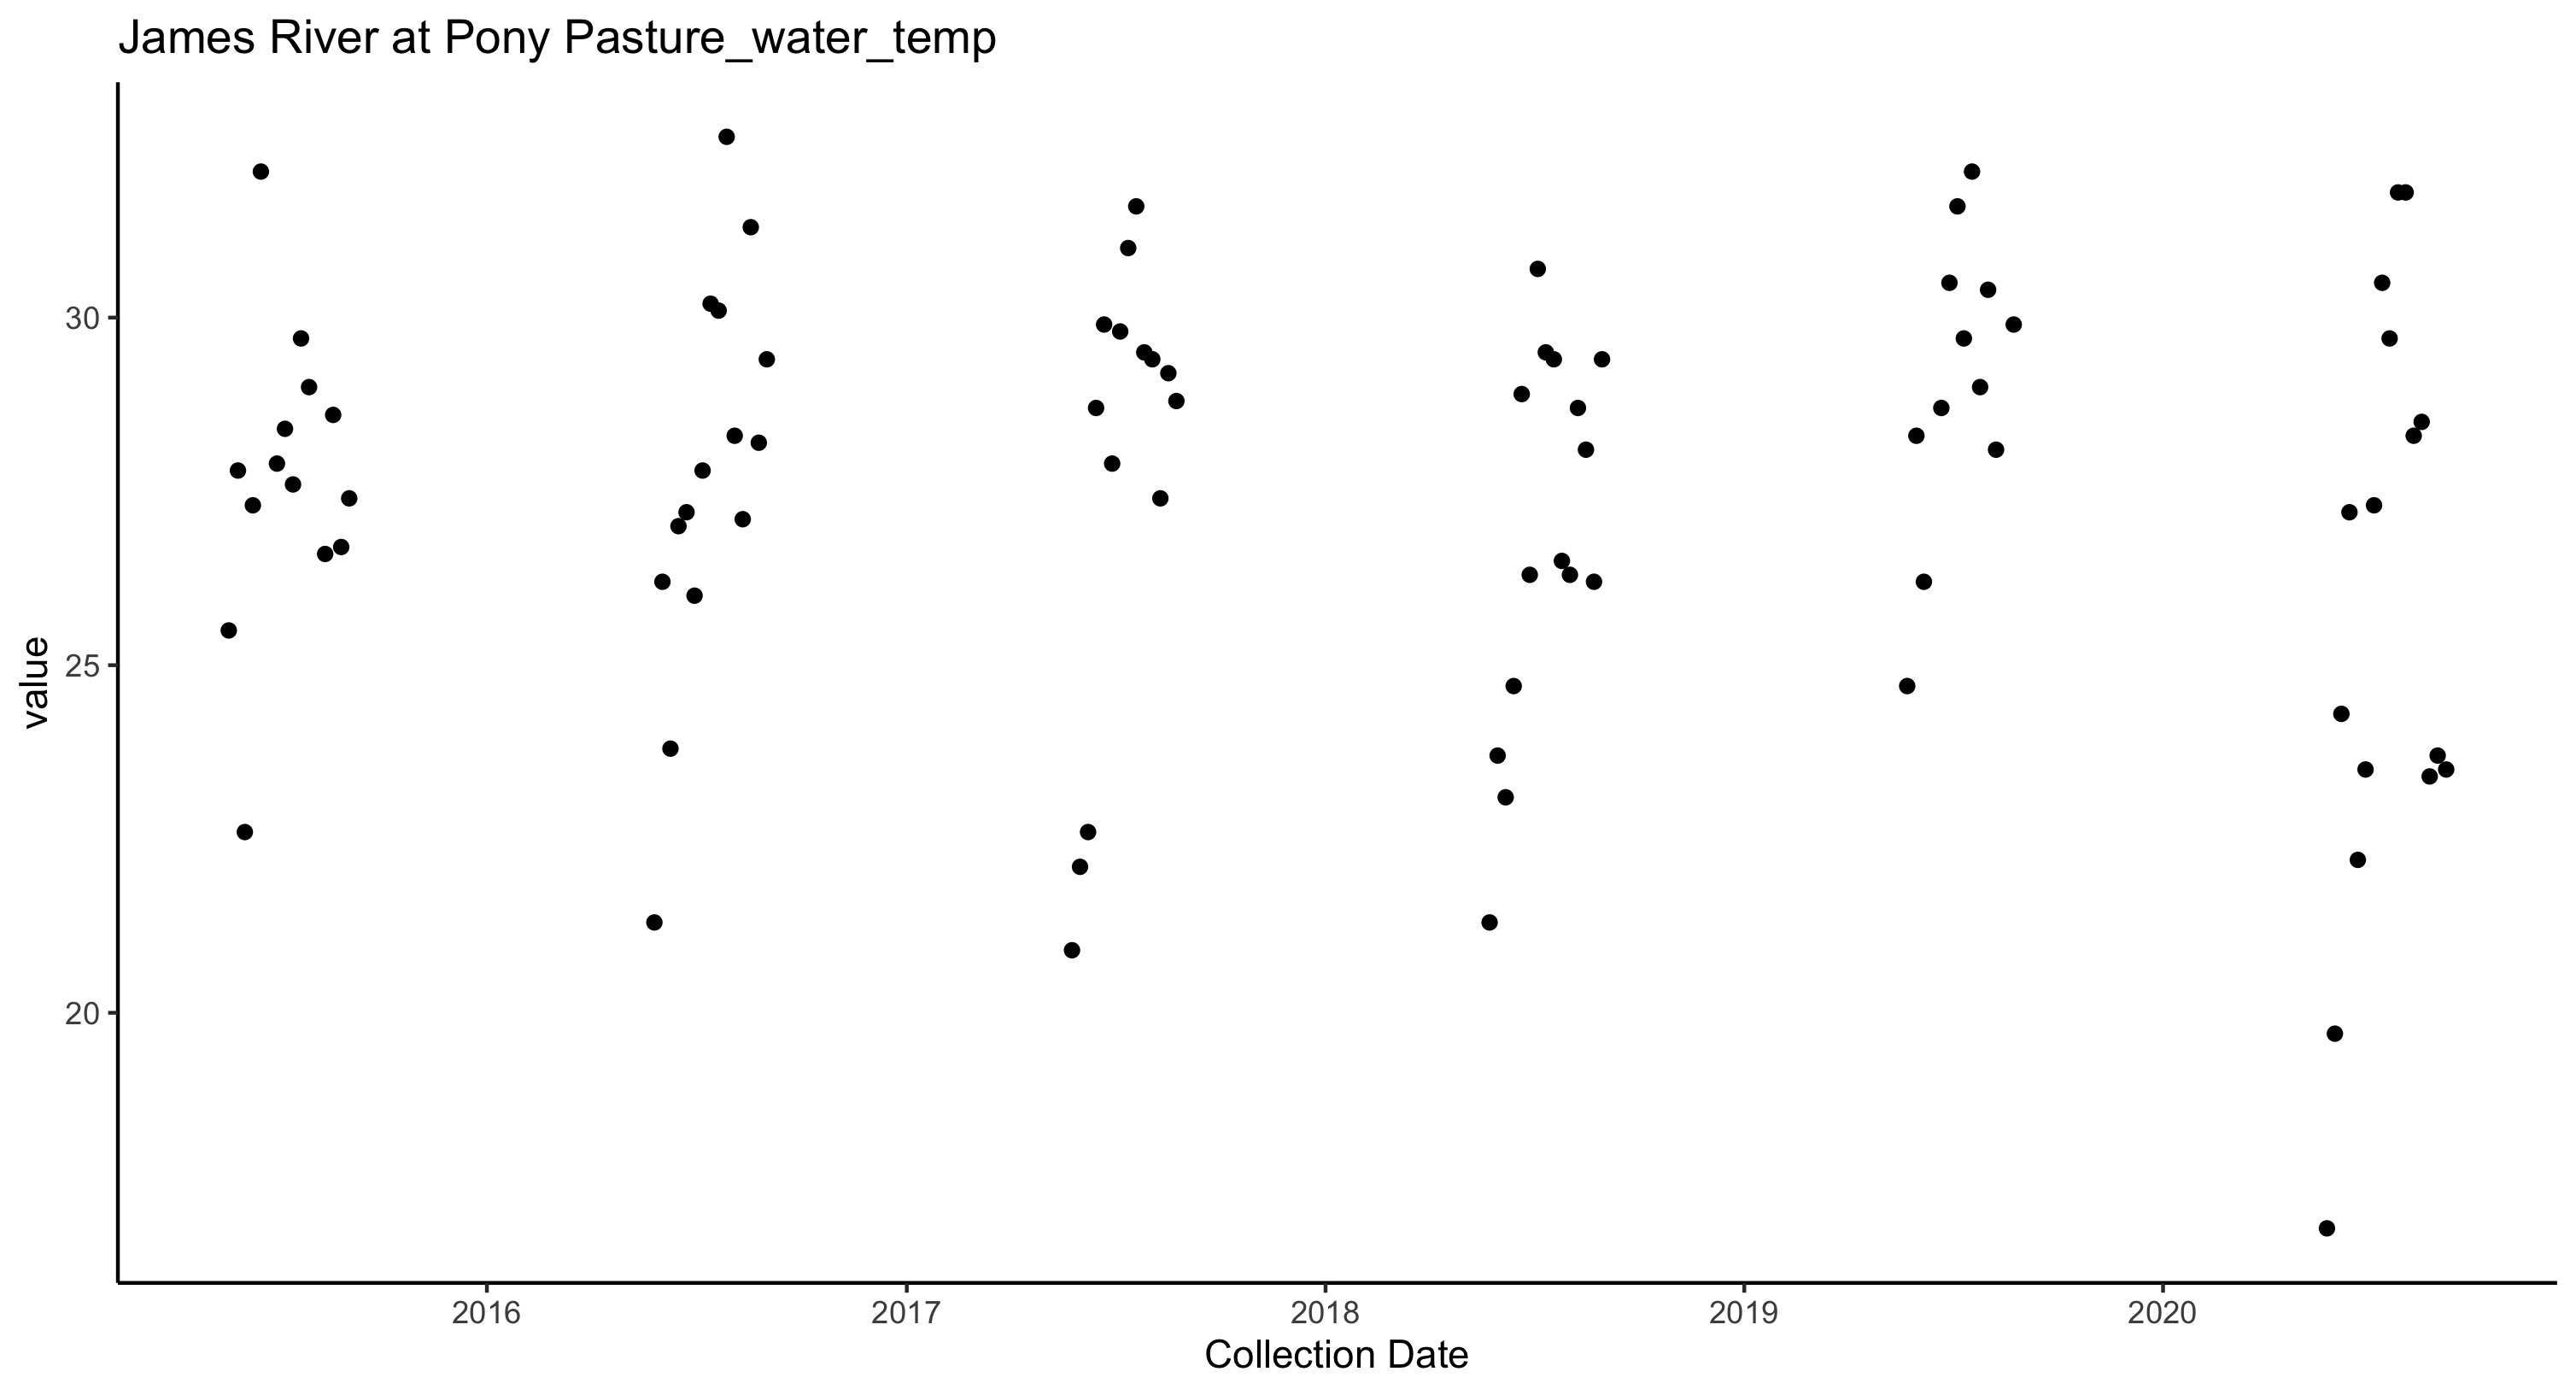 James River at Pony Pasture_water_temp
value
30
25
20
2016 2017 2018 2019 2020
Collection Date